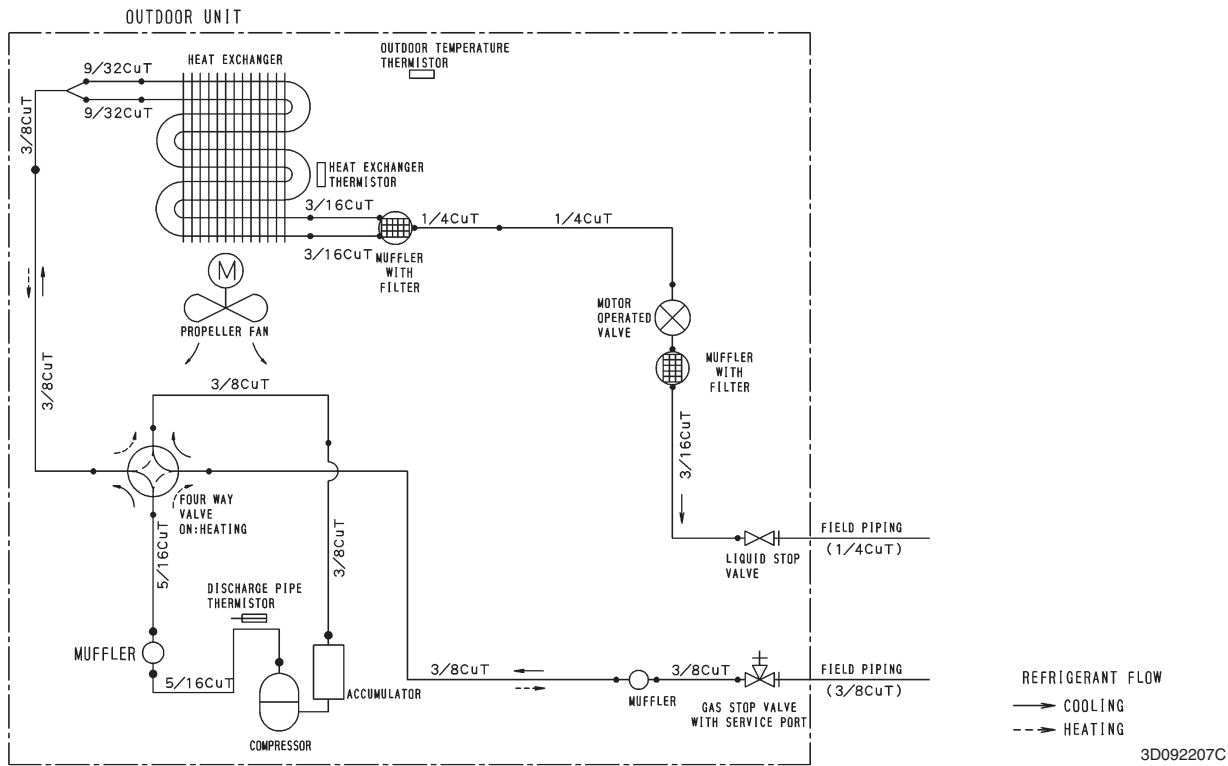 OUTDOOR UNIT
HEAT EXCHANGER
OUTDOOR TEMPERATURE
THERMISTOR
9/32CuT
9/32CuT
3/8CuT
HEAT EXCHANGER
THERMISTOR
3/16CuT
3/16CuT
1/4CuT
1/4CuT
MUFFLER
WITH
FILTER
M
PROPELLER FAN
MOTOR
OPERATED
VALVE
MUFFLER
WITH
FILTER
3/8CuT
3/8CuT
3/16CuT
FOUR WAY
VALVE
ON:HEATING
5/16CuT
3/8CuT
FIELD PIPING
(1/4CuT)
LIQUID STOP
VALVE
DISCHARGE PIPE
THERMISTOR
MUFFLER
5/16CuT
ACCUMULATOR
COMPRESSOR
3/8CuT
MUFFLER
3/8CuT
GAS STOP VALVE
WITH SERVICE PORT
FIELD PIPING
(3/8CuT)
REFRIGERANT FLOW
COOLING
HEATING
3D092207C